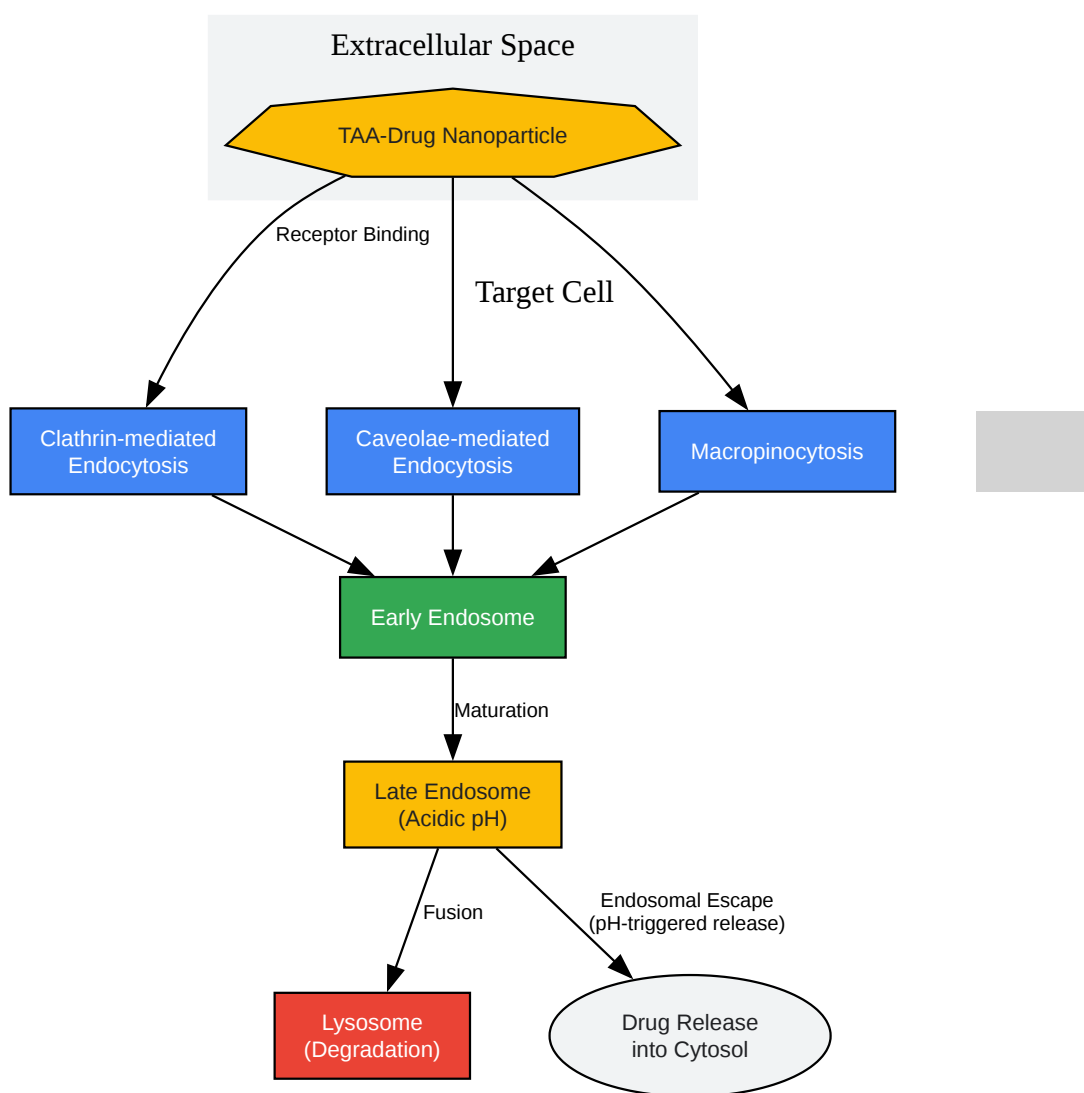 Extracellular Space
TAA-Drug Nanoparticle
Receptor Binding
Target Cell
Clathrin-mediated
Endocytosis
Caveolae-mediated
Endocytosis
Macropinocytosis
Early Endosome
Maturation
Late Endosome
(Acidic pH)
Fusion
Endosomal Escape
(pH-triggered release)
Lysosome
(Degradation)
Drug Release
into Cytosol